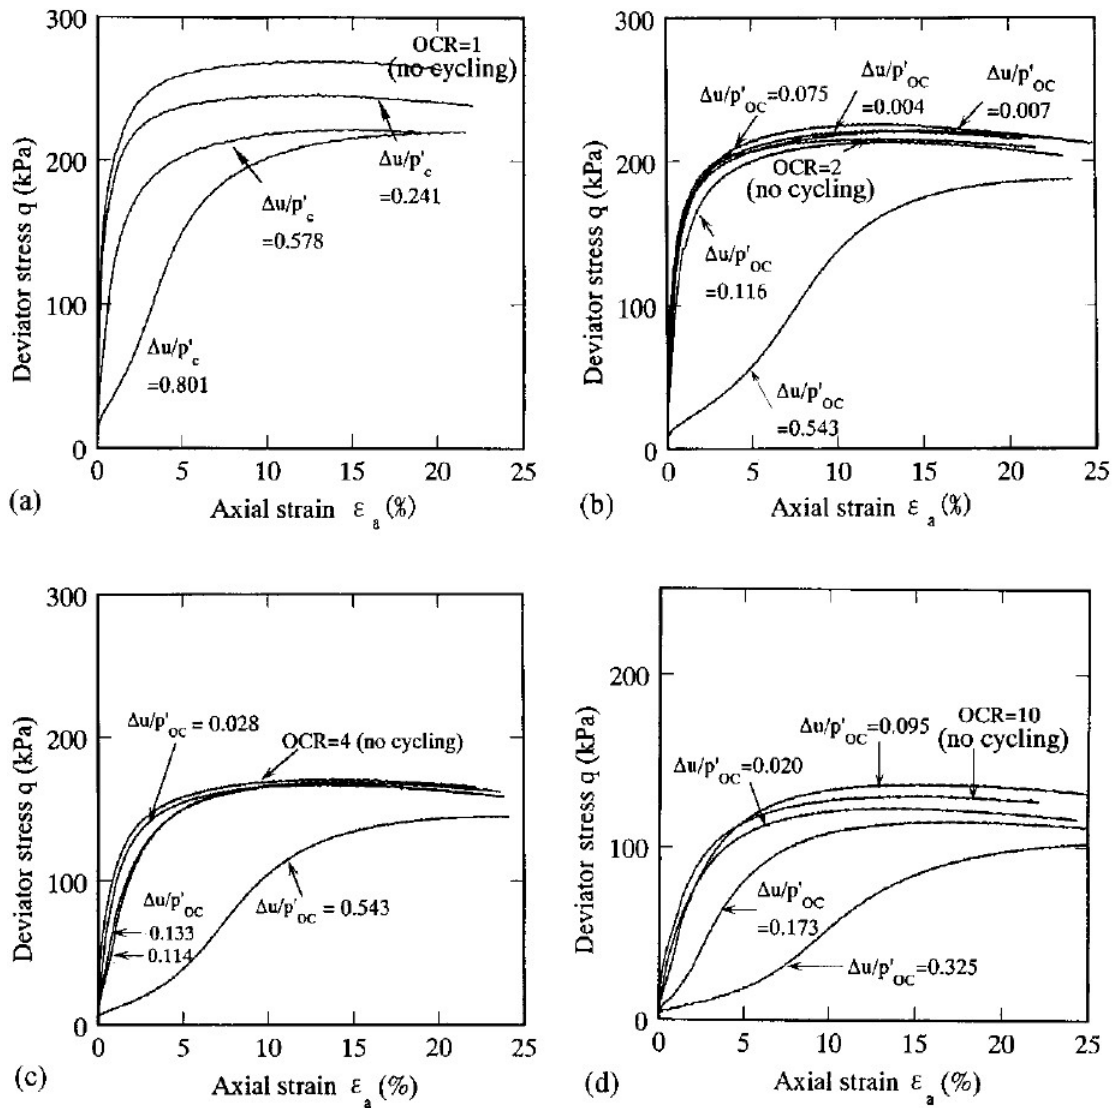 300
200
100
0
Deviator stress q (kPa)
OCR=1
(no cycling)
Δu/p'c
=0.241
Δu/p'c
=0.578
Δu/p'c
=0.801
0 5 10 15 20 25
(a)
Axial strain εa (%)
300
200
100
0
Deviator stress q (kPa)
Δu/p'OC=0.075
Δu/p'OC
=0.004
Δu/p'OC
=0.007
OCR=2
(no cycling)
Δu/p'OC
=0.116
Δu/p'OC
=0.543
0 5 10 15 20 25
(b)
Axial strain εa (%)
300
200
100
0
Deviator stress q (kPa)
Δu/p'OC = 0.028
OCR=4 (no cycling)
Δu/p'OC
0.133
0.114
Δu/p'OC = 0.543
0 5 10 15 20 25
(c)
Axial strain εa (%)
200
100
0
Deviator stress q (kPa)
Δu/p'OC=0.095
OCR=10
(no cycling)
Δu/p'OC=0.020
Δu/p'OC
=0.173
Δu/p'OC=0.325
0 5 10 15 20 25
(d)
Axial strain εa (%)